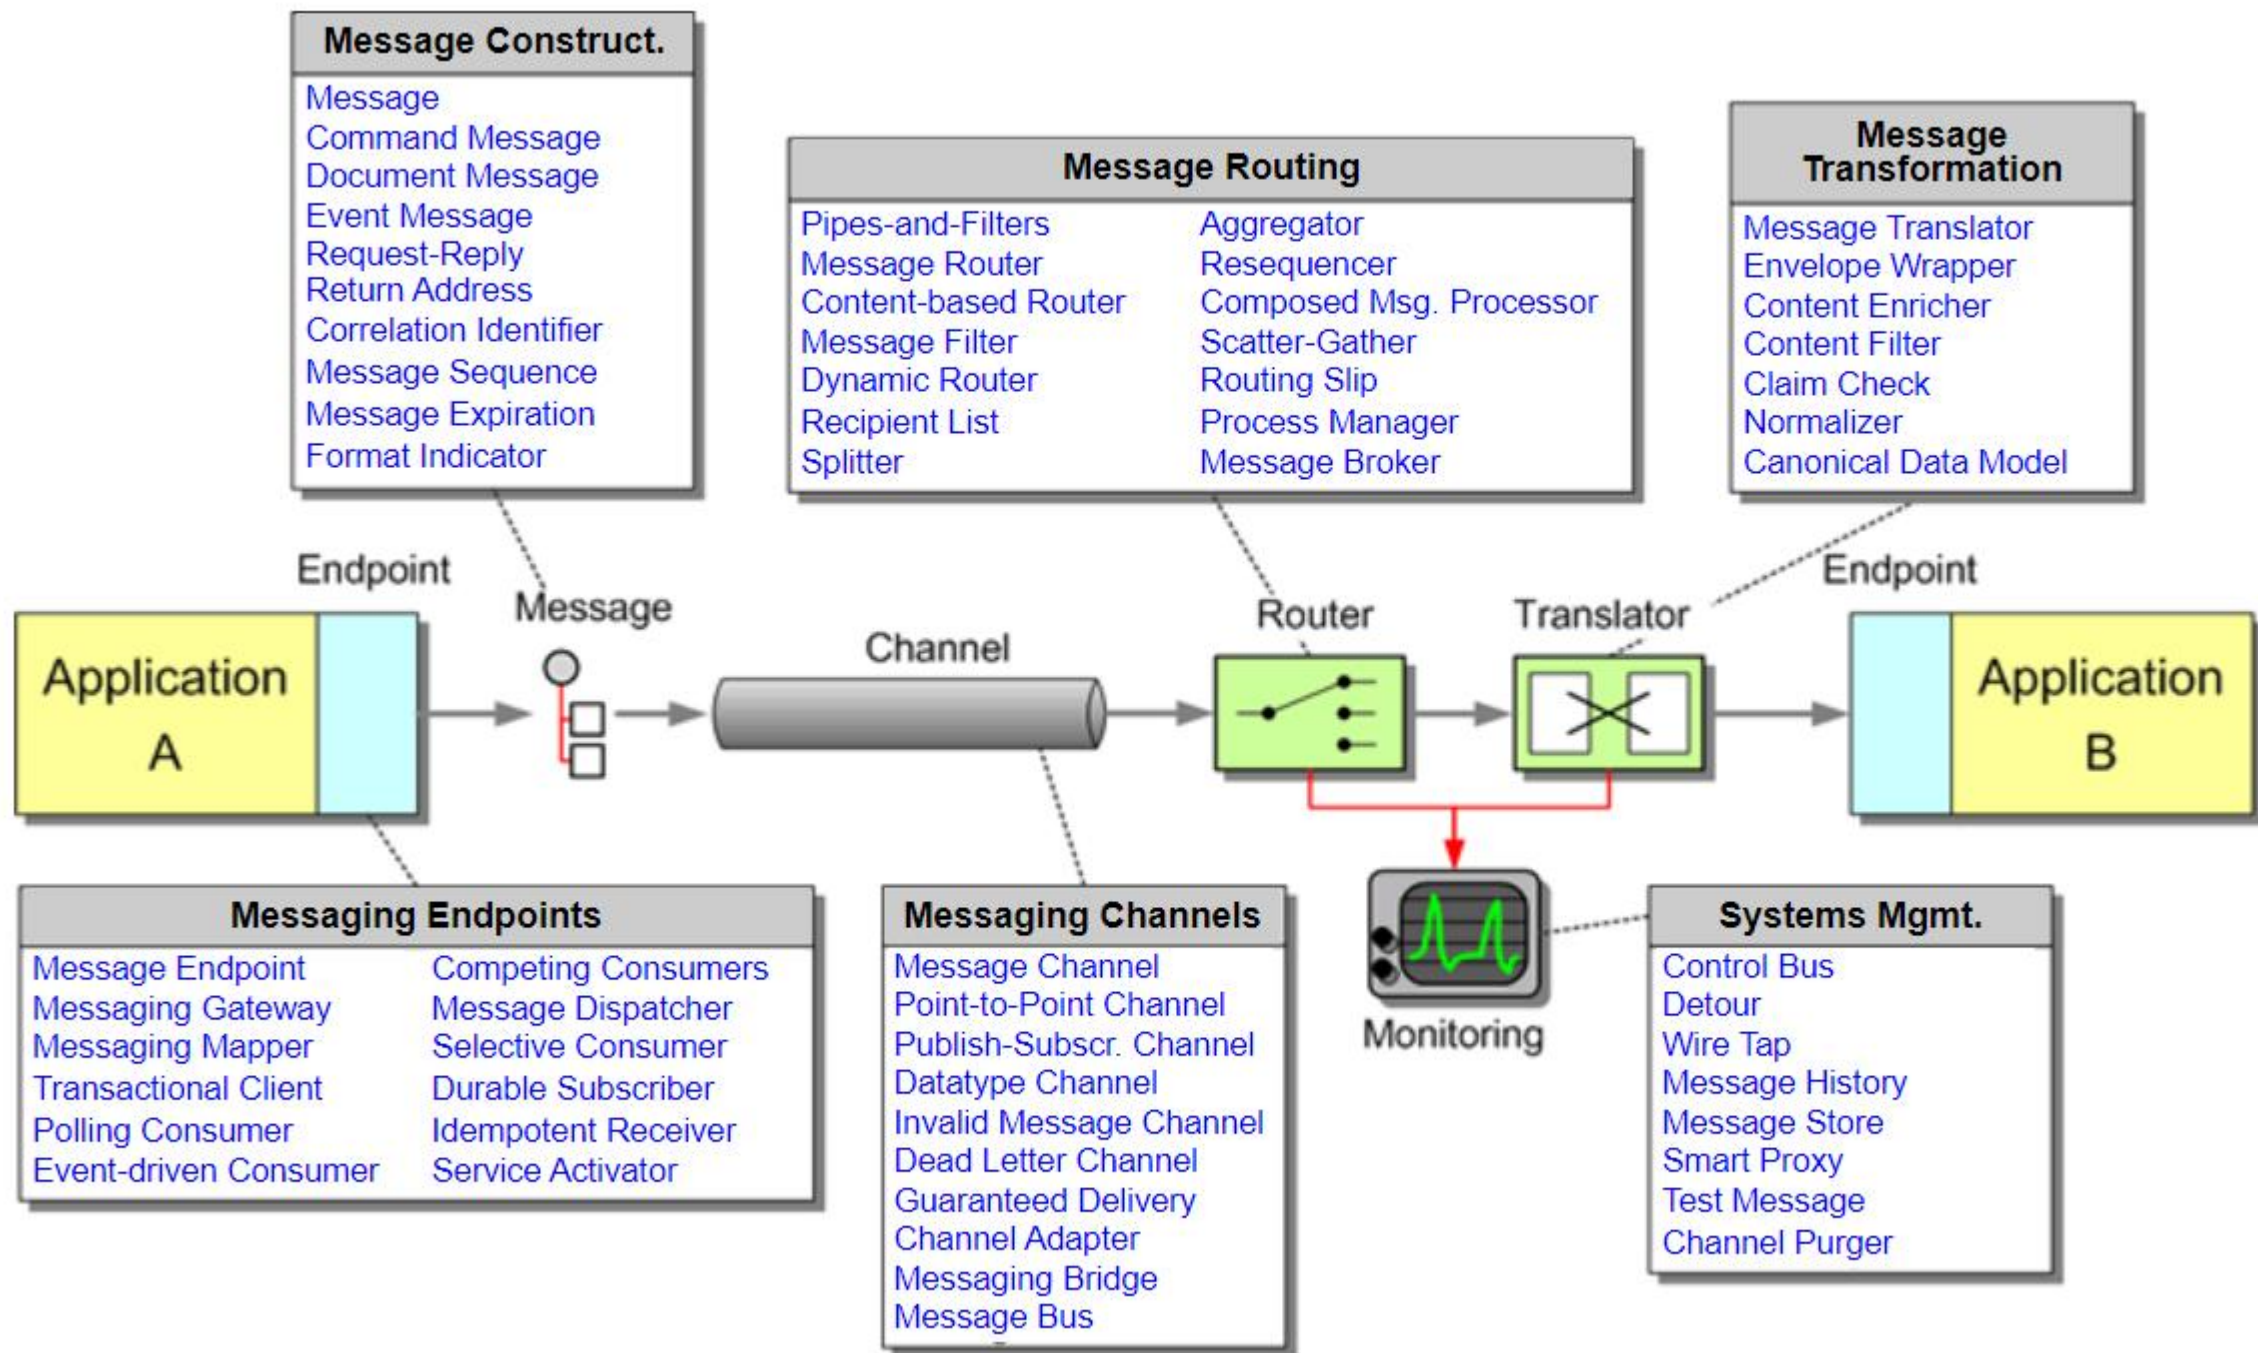 Message Construct.
Message
Command Message
Document Message
Event Message
Request-Reply
Return Address
Correlation Identifier
Message Sequence
Message Expiration
Format Indicator
Message Routing
Pipes-and-Filters
Message Router
Content-based Router
Message Filter
Dynamic Router
Recipient List
Splitter
Aggregator
Resequencer
Composed Msg. Processor
Scatter-Gather
Routing Slip
Process Manager
Message Broker
Message
Transformation
Message Translator
Envelope Wrapper
Content Enricher
Content Filter
Claim Check
Normalizer
Canonical Data Model
Endpoint
Message
Channel
Router
Translator
Endpoint
Application
A
Application
B
Monitoring
Messaging Endpoints
Message Endpoint
Messaging Gateway
Messaging Mapper
Transactional Client
Polling Consumer
Event-driven Consumer
Competing Consumers
Message Dispatcher
Selective Consumer
Durable Subscriber
Idempotent Receiver
Service Activator
Messaging Channels
Message Channel
Point-to-Point Channel
Publish-Subscr. Channel
Datatype Channel
Invalid Message Channel
Dead Letter Channel
Guaranteed Delivery
Channel Adapter
Messaging Bridge
Message Bus
Systems Mgmt.
Control Bus
Detour
Wire Tap
Message History
Message Store
Smart Proxy
Test Message
Channel Purger